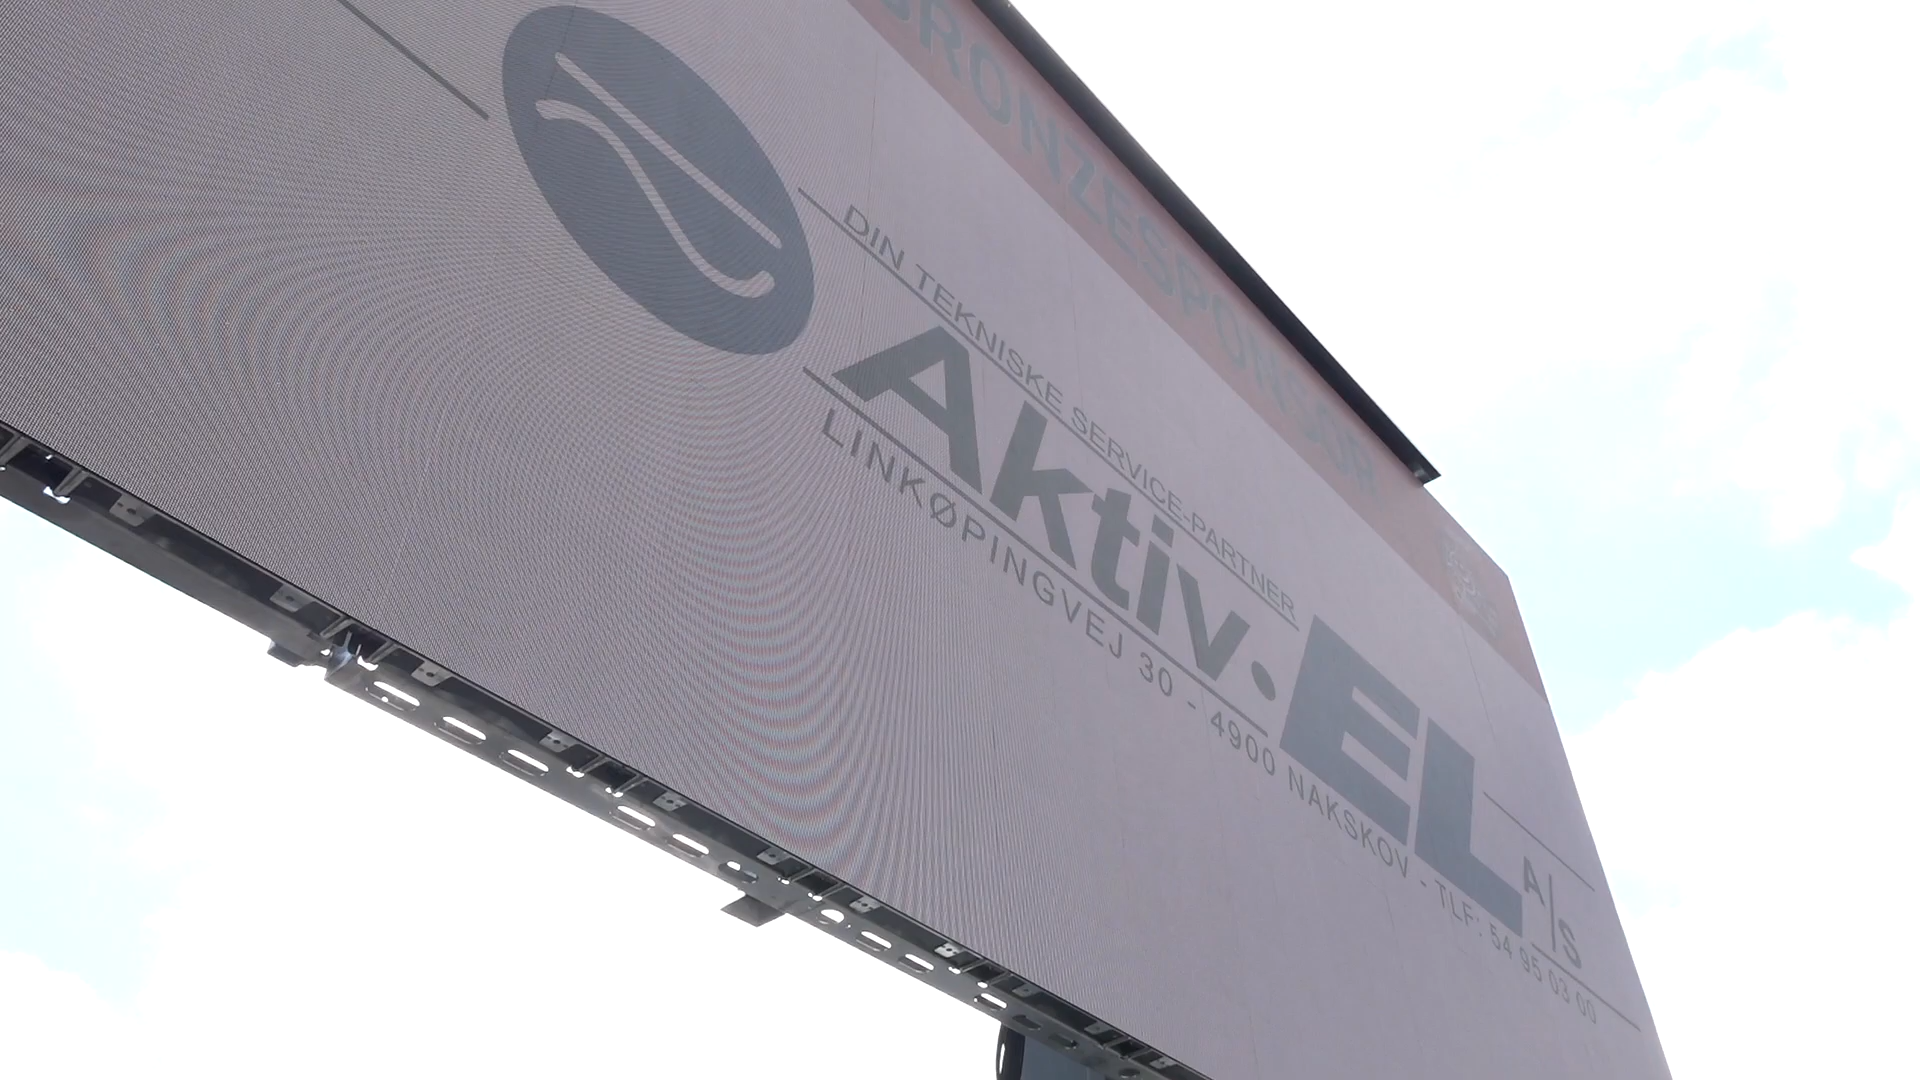 BRONZESPONSOR
DIN TEKNISKE SERVICE-PARTNER
Aktiv·EL A/S
LINKØPINGVEJ 30 - 4900 NAKSKOV - TLF: 54 95 03 00